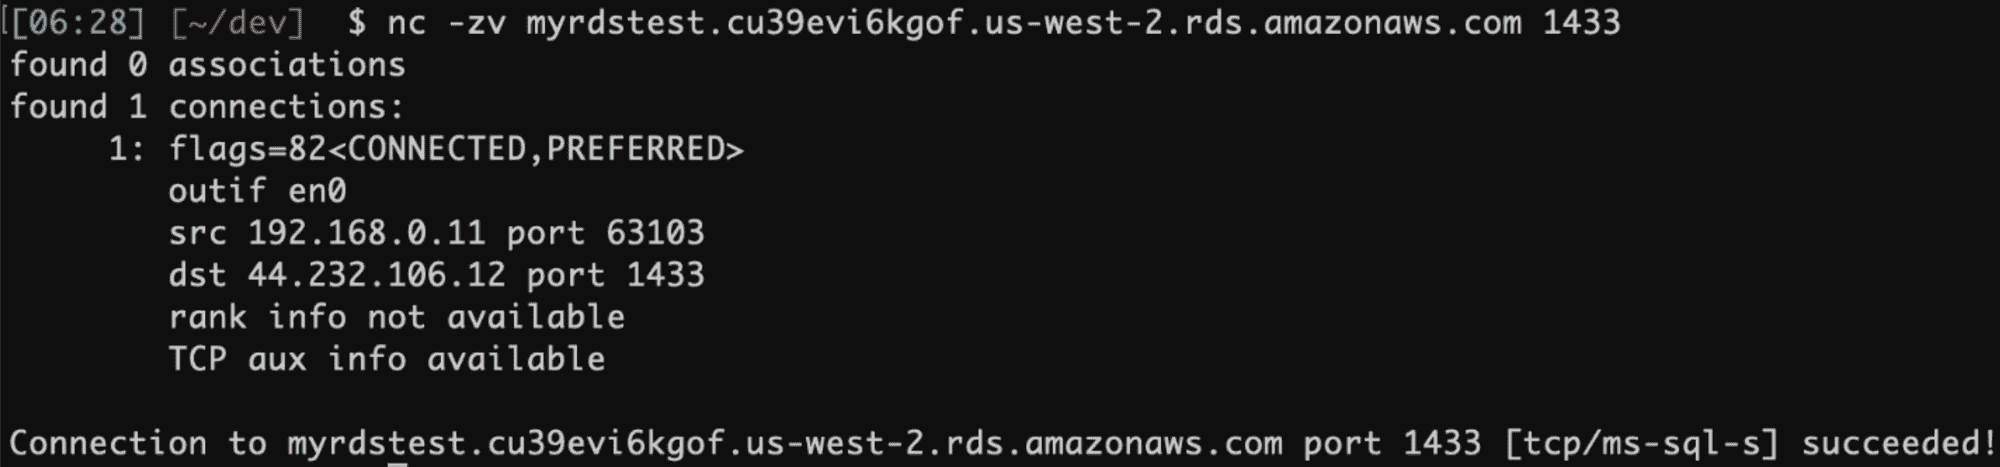 [[06:28] [~/dev]  $ nc -zv myrdstest.cu39evi6kgof.us-west-2.rds.amazonaws.com 1433
found 0 associations
found 1 connections:
     1: flags=82<CONNECTED,PREFERRED>
        outif en0
        src 192.168.0.11 port 63103
        dst 44.232.106.12 port 1433
        rank info not available
        TCP aux info available

Connection to myrdstest.cu39evi6kgof.us-west-2.rds.amazonaws.com port 1433 [tcp/ms-sql-s] succeeded!